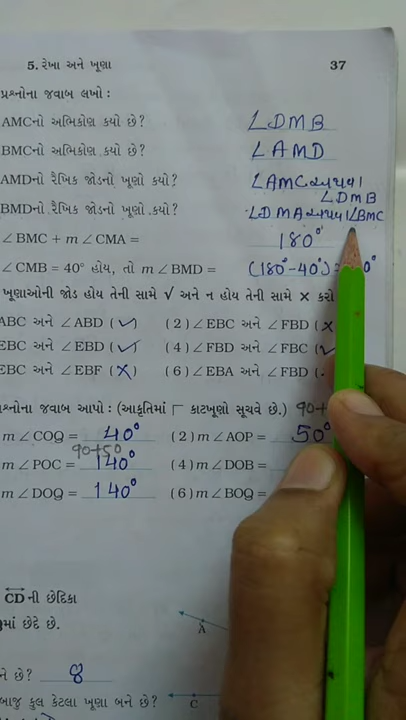 5. રેખા અને ખૂણા 37
પ્રશ્નોના જવાબ લખો :
AMCનો અભિકોણ કયો છે? ∠DMB
BMCનો અભિકોણ કયો છે? ∠AMD
AMDનો રૈખિક જોડનો ખૂણો કયો? ∠AMC અથવા
∠DMB
BMDનો રૈખિક જોડનો ખૂણો કયો? ∠DMA અથવા ∠BMC
∠BMC + m ∠CMA = 180°
∠CMB = 40° હોય, તો m ∠BMD = (180° - 40°) =
ખૂણાઓની જોડ હોય તેની સામે √ અને ન હોય તેની સામે × કરો
ABC અને ∠ABD ( ✓ ) (2) ∠EBC અને ∠FBD ( ×
EBC અને ∠EBD ( ✓ ) (4) ∠FBD અને ∠FBC ( ✓
EBC અને ∠EBF ( × ) (6) ∠EBA અને ∠FBD (
પ્રશ્નોના જવાબ આપો : (આકૃતિમાં ┌ કાટખૂણો સૂચવે છે.) 90+
m ∠COQ = 40° (2) m ∠AOP = 50°
90+50
m ∠POC = 140° (4) m ∠DOB =
m ∠DOQ = 140° (6) m ∠BOQ =
CD ની છેદિકા
માં છેદે છે.
A
બને છે? 8
બાજુ કુલ કેટલા ખૂણા બને છે? C